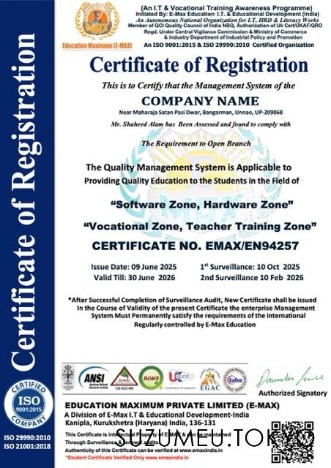 (An I.T & Vocational Training Awareness Programme)
Initiated By: E-Max Education I.T. & Educational Development (India)
An Autonomous National Organization for I.T, HRD & Literacy Works
Member of QCI Quality Council of India NBQ, Authorization of Uk Cert/UKAF/QRO
Regd. Under Central Vigilance Commission & Ministry of Commerce
& Industry Department of Industrial Policy and Promotion
An ISO 9001:2015 & ISO 29990:2010 Certified Organization
Education Maximum (E-MAX)
Certificate of Registration
Certificate of Registration
This is to Certify that the Management System of the
COMPANY NAME
Near Maharaja Satan Pasi Dwar, Bangarman, Unnao, UP-209868
Mr. Shaheed Alam has Been Assessed and found to comply with
The Requirement to Open Branch
The Quality Management System is Applicable to
Providing Quality Education to the Students in the Field of
“Software Zone, Hardware Zone”
“Vocational Zone, Teacher Training Zone”
CERTIFICATE NO. EMAX/EN94257
Issue Date: 09 June 2025 1st Surveillance: 10 Oct 2025
Valid Till: 30 June 2026 2nd Surveillance 10 Feb 2026
*After Successful Completion of Surveillance Audit, New Certificate shall be issued
In the Course of Validity of the present Certificate the enterprise Management
System Must Permanently satisfy the requirements of the international
Regularly controlled by E-Max Education
CERTIFIED
ISO
9001:2015
COMPANY
ISO 29990:2010
ISO 21001:2018
ANSI
ROHS
EGAC
Authorized Signatory
EDUCATION MAXIMUM PRIVATE LIMITED (E-MAX)
A Division of E-Max I.T & Educational Development-India
Kanipla, Kurukshetra (Haryana) India, 136-131
This Certificate is
Through Surveillance
Authenticity of this Certificate can be verified at www.emaxindia.in
*Student Certificate Verified Only www.emaxindia.in
SUZUMIEU.TOKYO